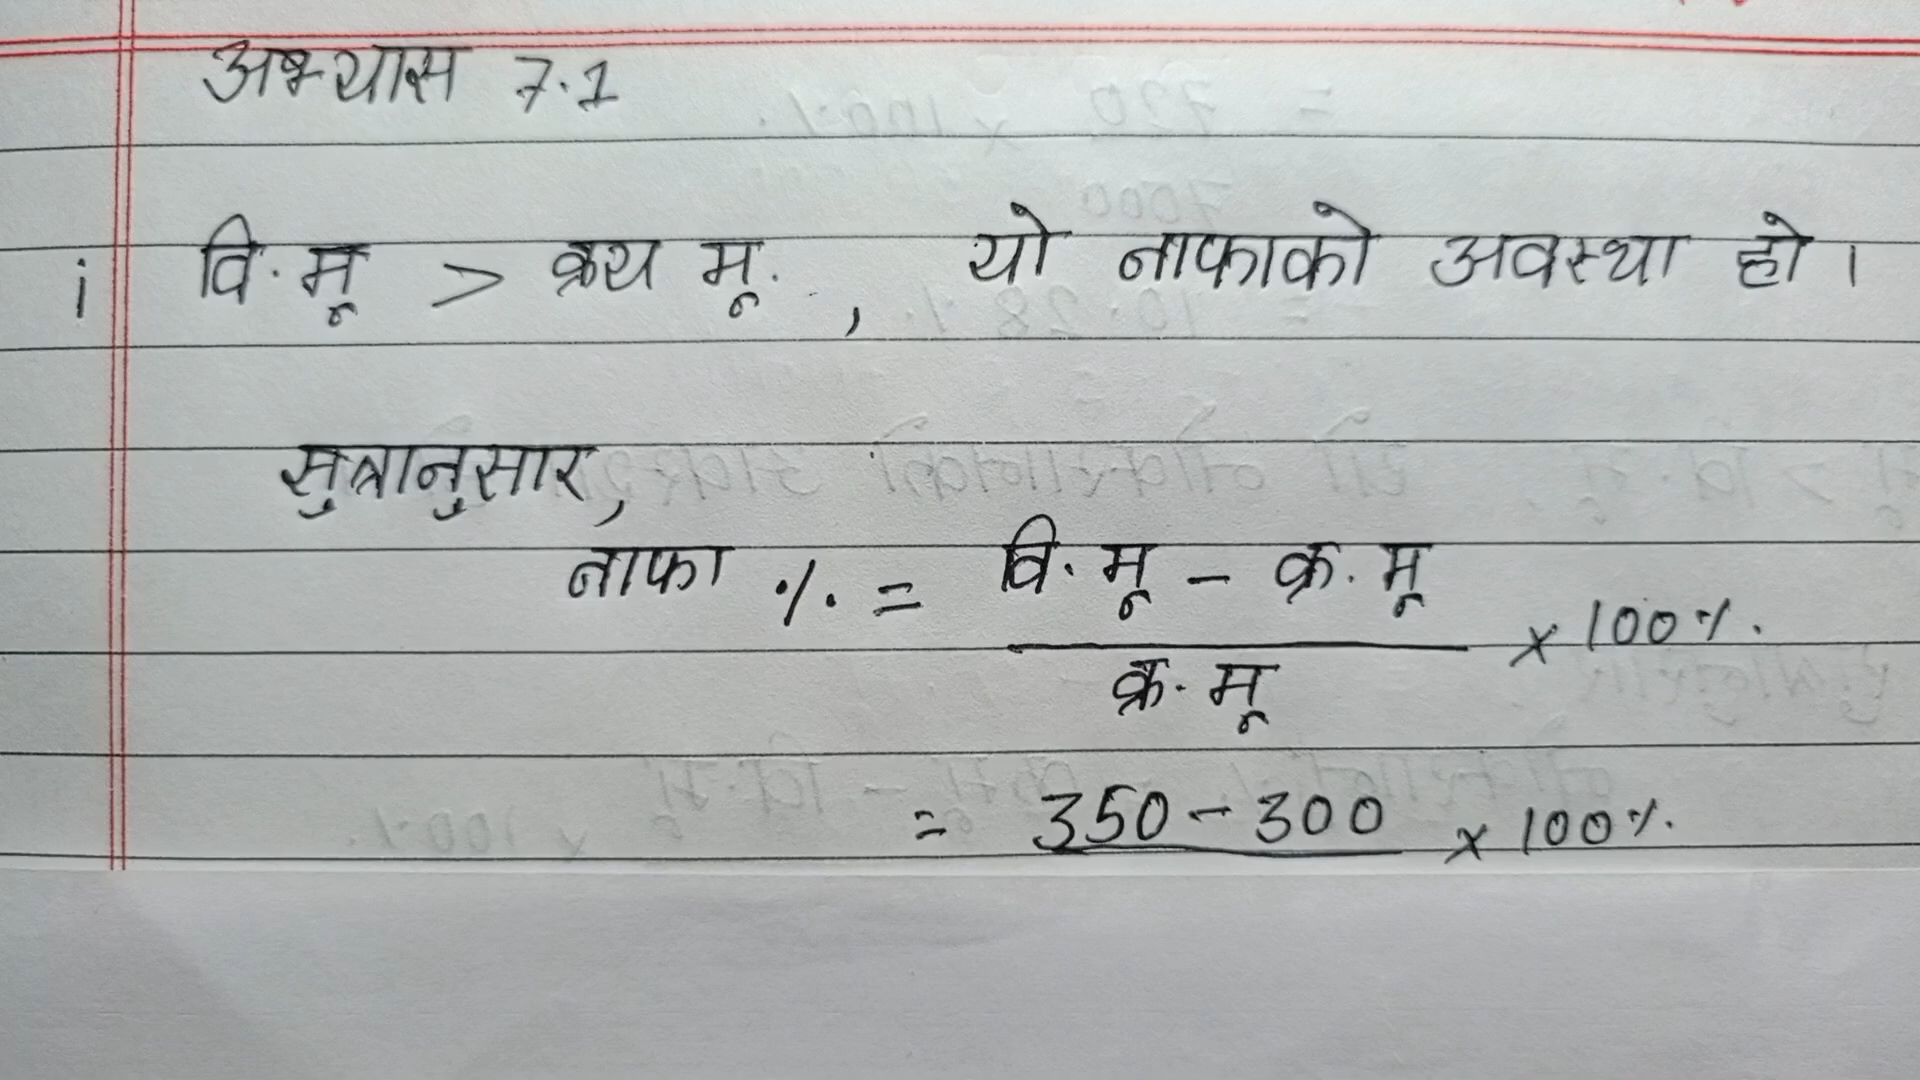 अभ्यास 7.1
i वि.मू > क्रय मू. , यो नाफाको अवस्था हो ।
सुत्रानुसार,
नाफा % = वि.मू - क्र.मू
× 100%
क्र.मू
= 350 - 300 × 100%